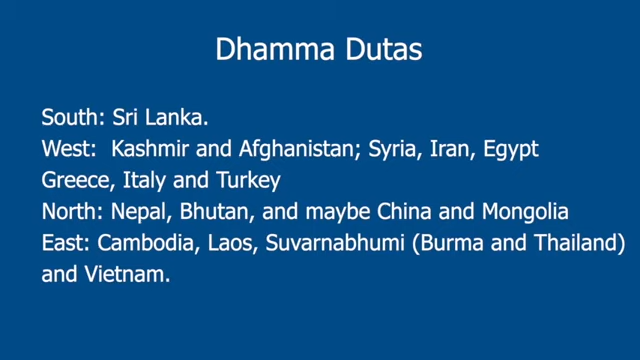 Dhamma Dutas
South: Sri Lanka.
West:  Kashmir and Afghanistan; Syria, Iran, Egypt
Greece, Italy and Turkey
North: Nepal, Bhutan, and maybe China and Mongolia
East: Cambodia, Laos, Suvarnabhumi (Burma and Thailand)
and Vietnam.